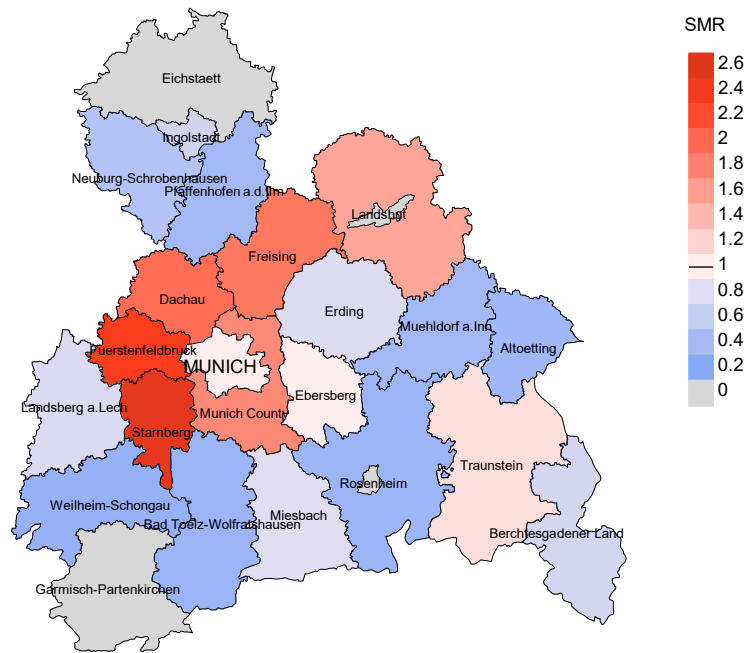 SMR
2.6
2.4
2.2
2
1.8
1.6
1.4
1.2
1
0.8
0.6
0.4
0.2
0
Eichstaett
Ingolstadt
Neuburg-Schrobenhausen
Pfaffenhofen a.d.Ilm
Landshut
Freising
Dachau
Erding
Muehldorf a.Inn
Altoetting
Fuerstenfeldbruck
MUNICH
Ebersberg
Landsberg a.Lech
Munich County
Starnberg
Traunstein
Rosenheim
Weilheim-Schongau
Miesbach
Bad Toelz-Wolfratshausen
Berchtesgadener Land
Garmisch-Partenkirchen